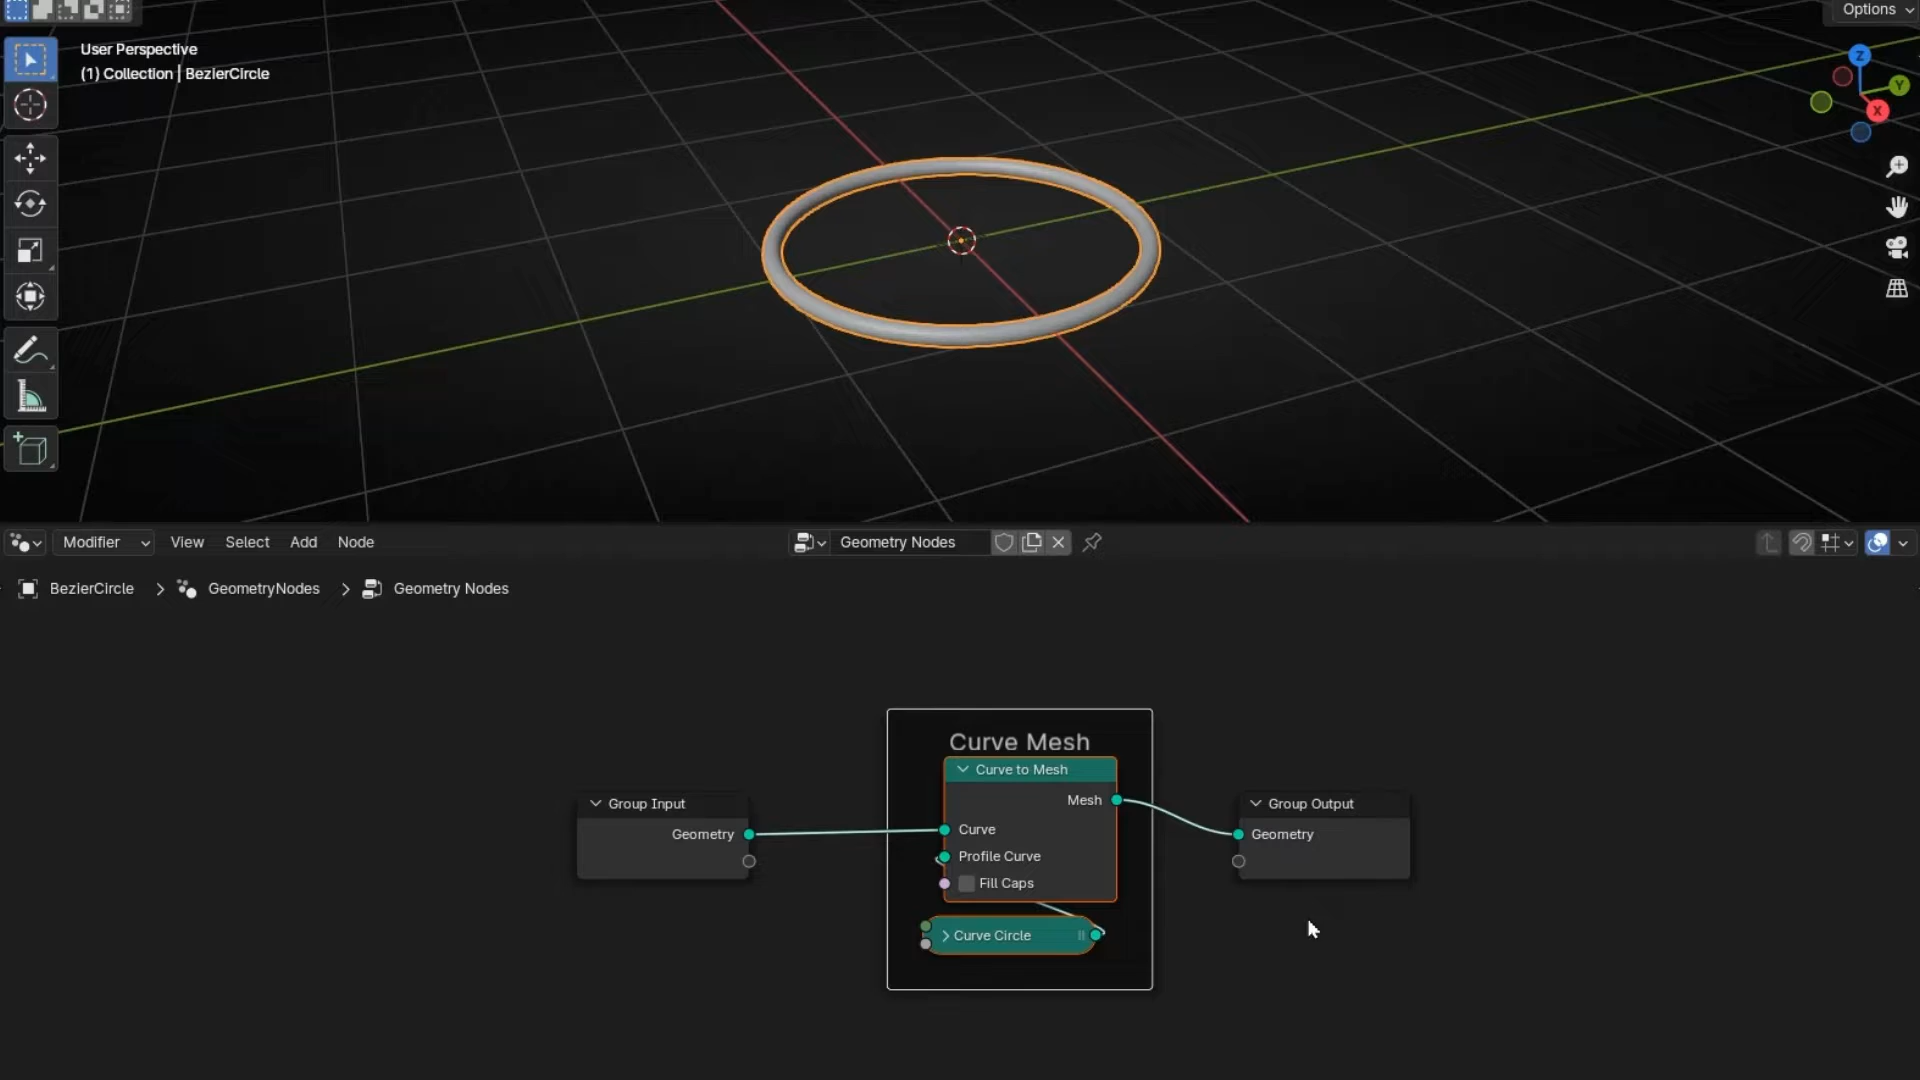 Options
User Perspective
(1) Collection | BezierCircle
Z
Y
X
Modifier View Select Add Node
Geometry Nodes
BezierCircle > GeometryNodes > Geometry Nodes
Curve Mesh
Curve to Mesh
Mesh
Curve
Profile Curve
Fill Caps
Curve Circle
Group Input
Geometry
Group Output
Geometry